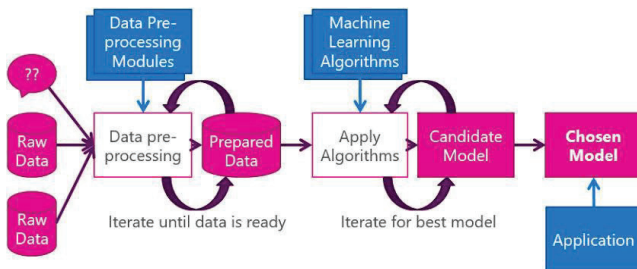 Data Pre-
processing
Modules
Machine
Learning
Algorithms
??
Raw
Data
Raw
Data
Data pre-
processing
Prepared
Data
Apply
Algorithms
Candidate
Model
Chosen
Model
Iterate until data is ready
Iterate for best model
Application